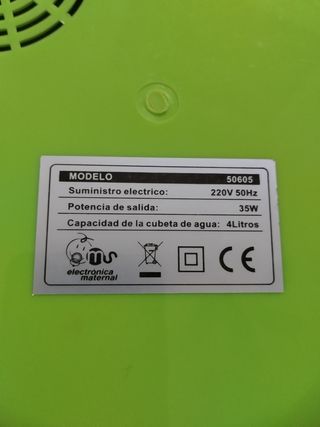 MODELO 50605
Suministro electrico: 220V 50Hz
Potencia de salida: 35W
Capacidad de la cubeta de agua: 4Litros
ms
electrónica
maternal
CE